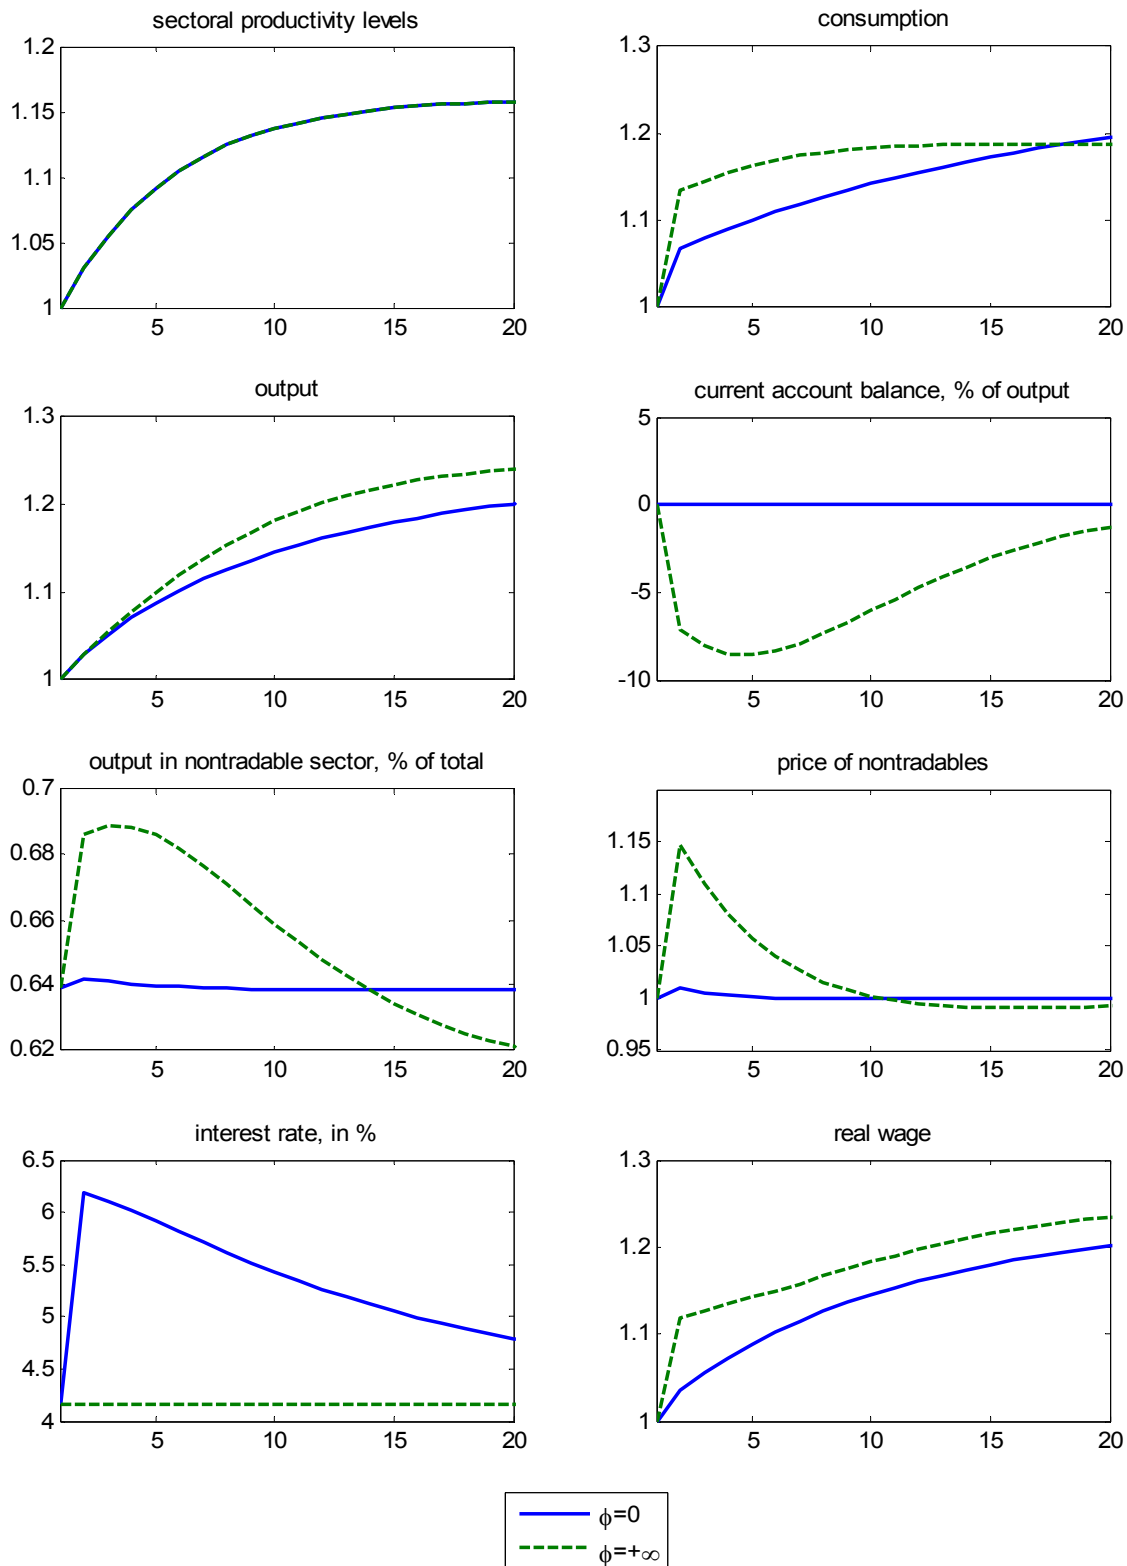 sectoral productivity levels
1.2
1.15
1.1
1.05
1
5 10 15 20
consumption
1.3
1.2
1.1
1
5 10 15 20
output
1.3
1.2
1.1
1
5 10 15 20
current account balance, % of output
5
0
-5
-10
5 10 15 20
output in nontradable sector, % of total
0.7
0.68
0.66
0.64
0.62
5 10 15 20
price of nontradables
1.15
1.1
1.05
1
0.95
5 10 15 20
interest rate, in %
6.5
6
5.5
5
4.5
4
5 10 15 20
real wage
1.3
1.2
1.1
1
5 10 15 20
ϕ=0
ϕ=+∞